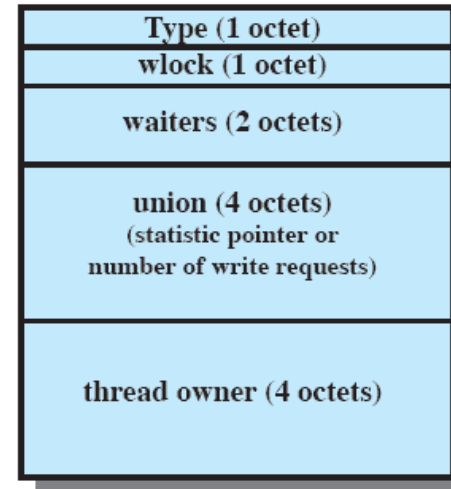 Type (1 octet)
wlock (1 octet)
waiters (2 octets)
union (4 octets)
(statistic pointer or
number of write requests)
thread owner (4 octets)